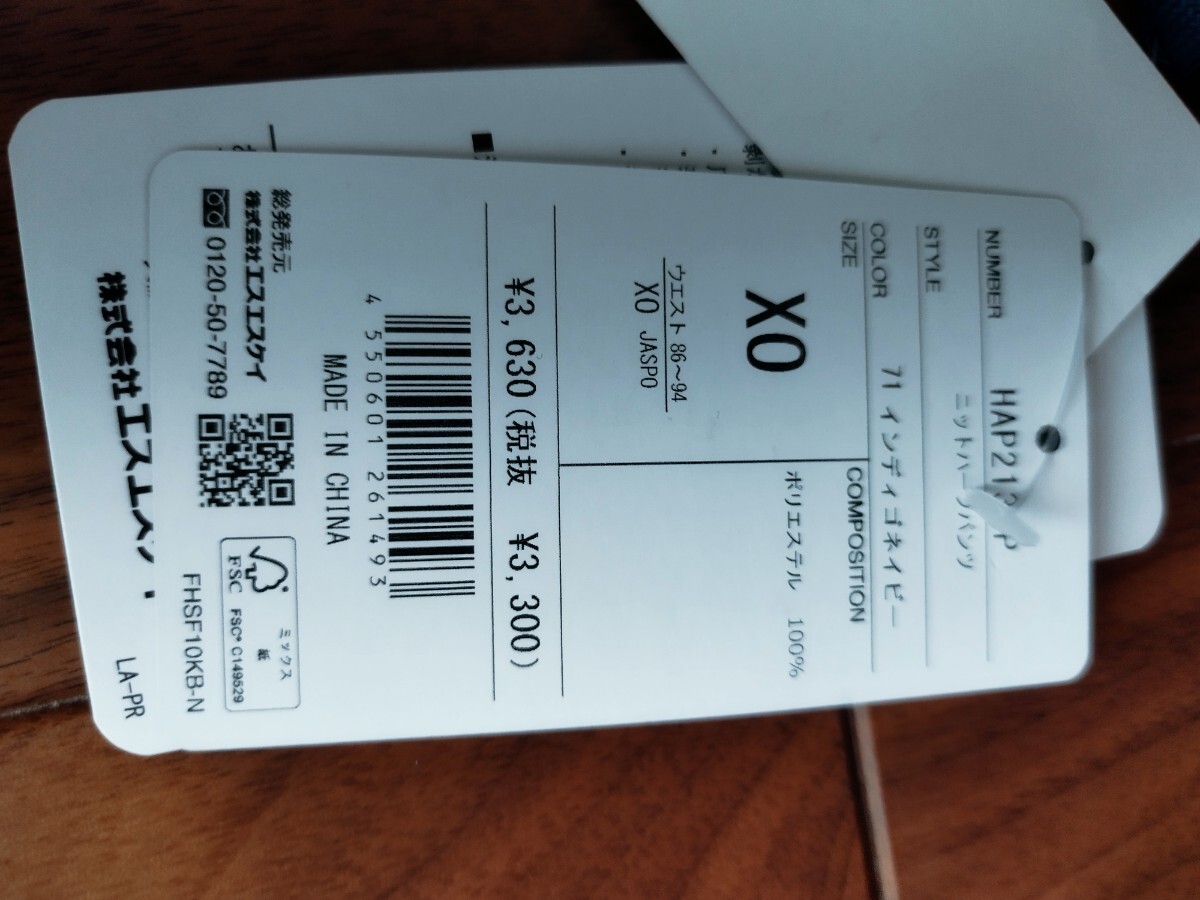 NUMBER
STYLE
ニットハーフパンツ
COLOR 71 インディゴネイビー
SIZE
XO
ウエスト 86~94
XO JASPO
COMPOSITION
ポリエステル 100%
¥3,630(税抜 ¥3,300)
4 550601 261493
MADE IN CHINA
総発売元
株式会社エスエスケイ
0120-50-7789
ミックス
紙
FSC FSC® C149529
FHSF10KB-N
株式会社エスエス
LA-PR